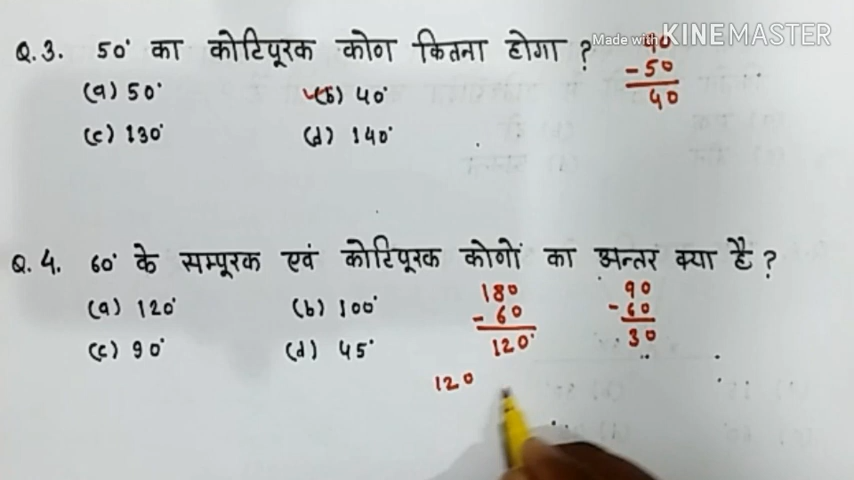 Made with KINEMASTER
Q.3. 50° का कोटिपूरक कोण कितना होगा ?
90
- 50
40
(a) 50° (b) 40°
(c) 130° (d) 140°
Q.4. 60° के सम्पूरक एवं कोटिपूरक कोणों का अन्तर क्या है ?
(a) 120° (b) 100°
(c) 90° (d) 45°
180
- 60
120°
90
- 60
30
120